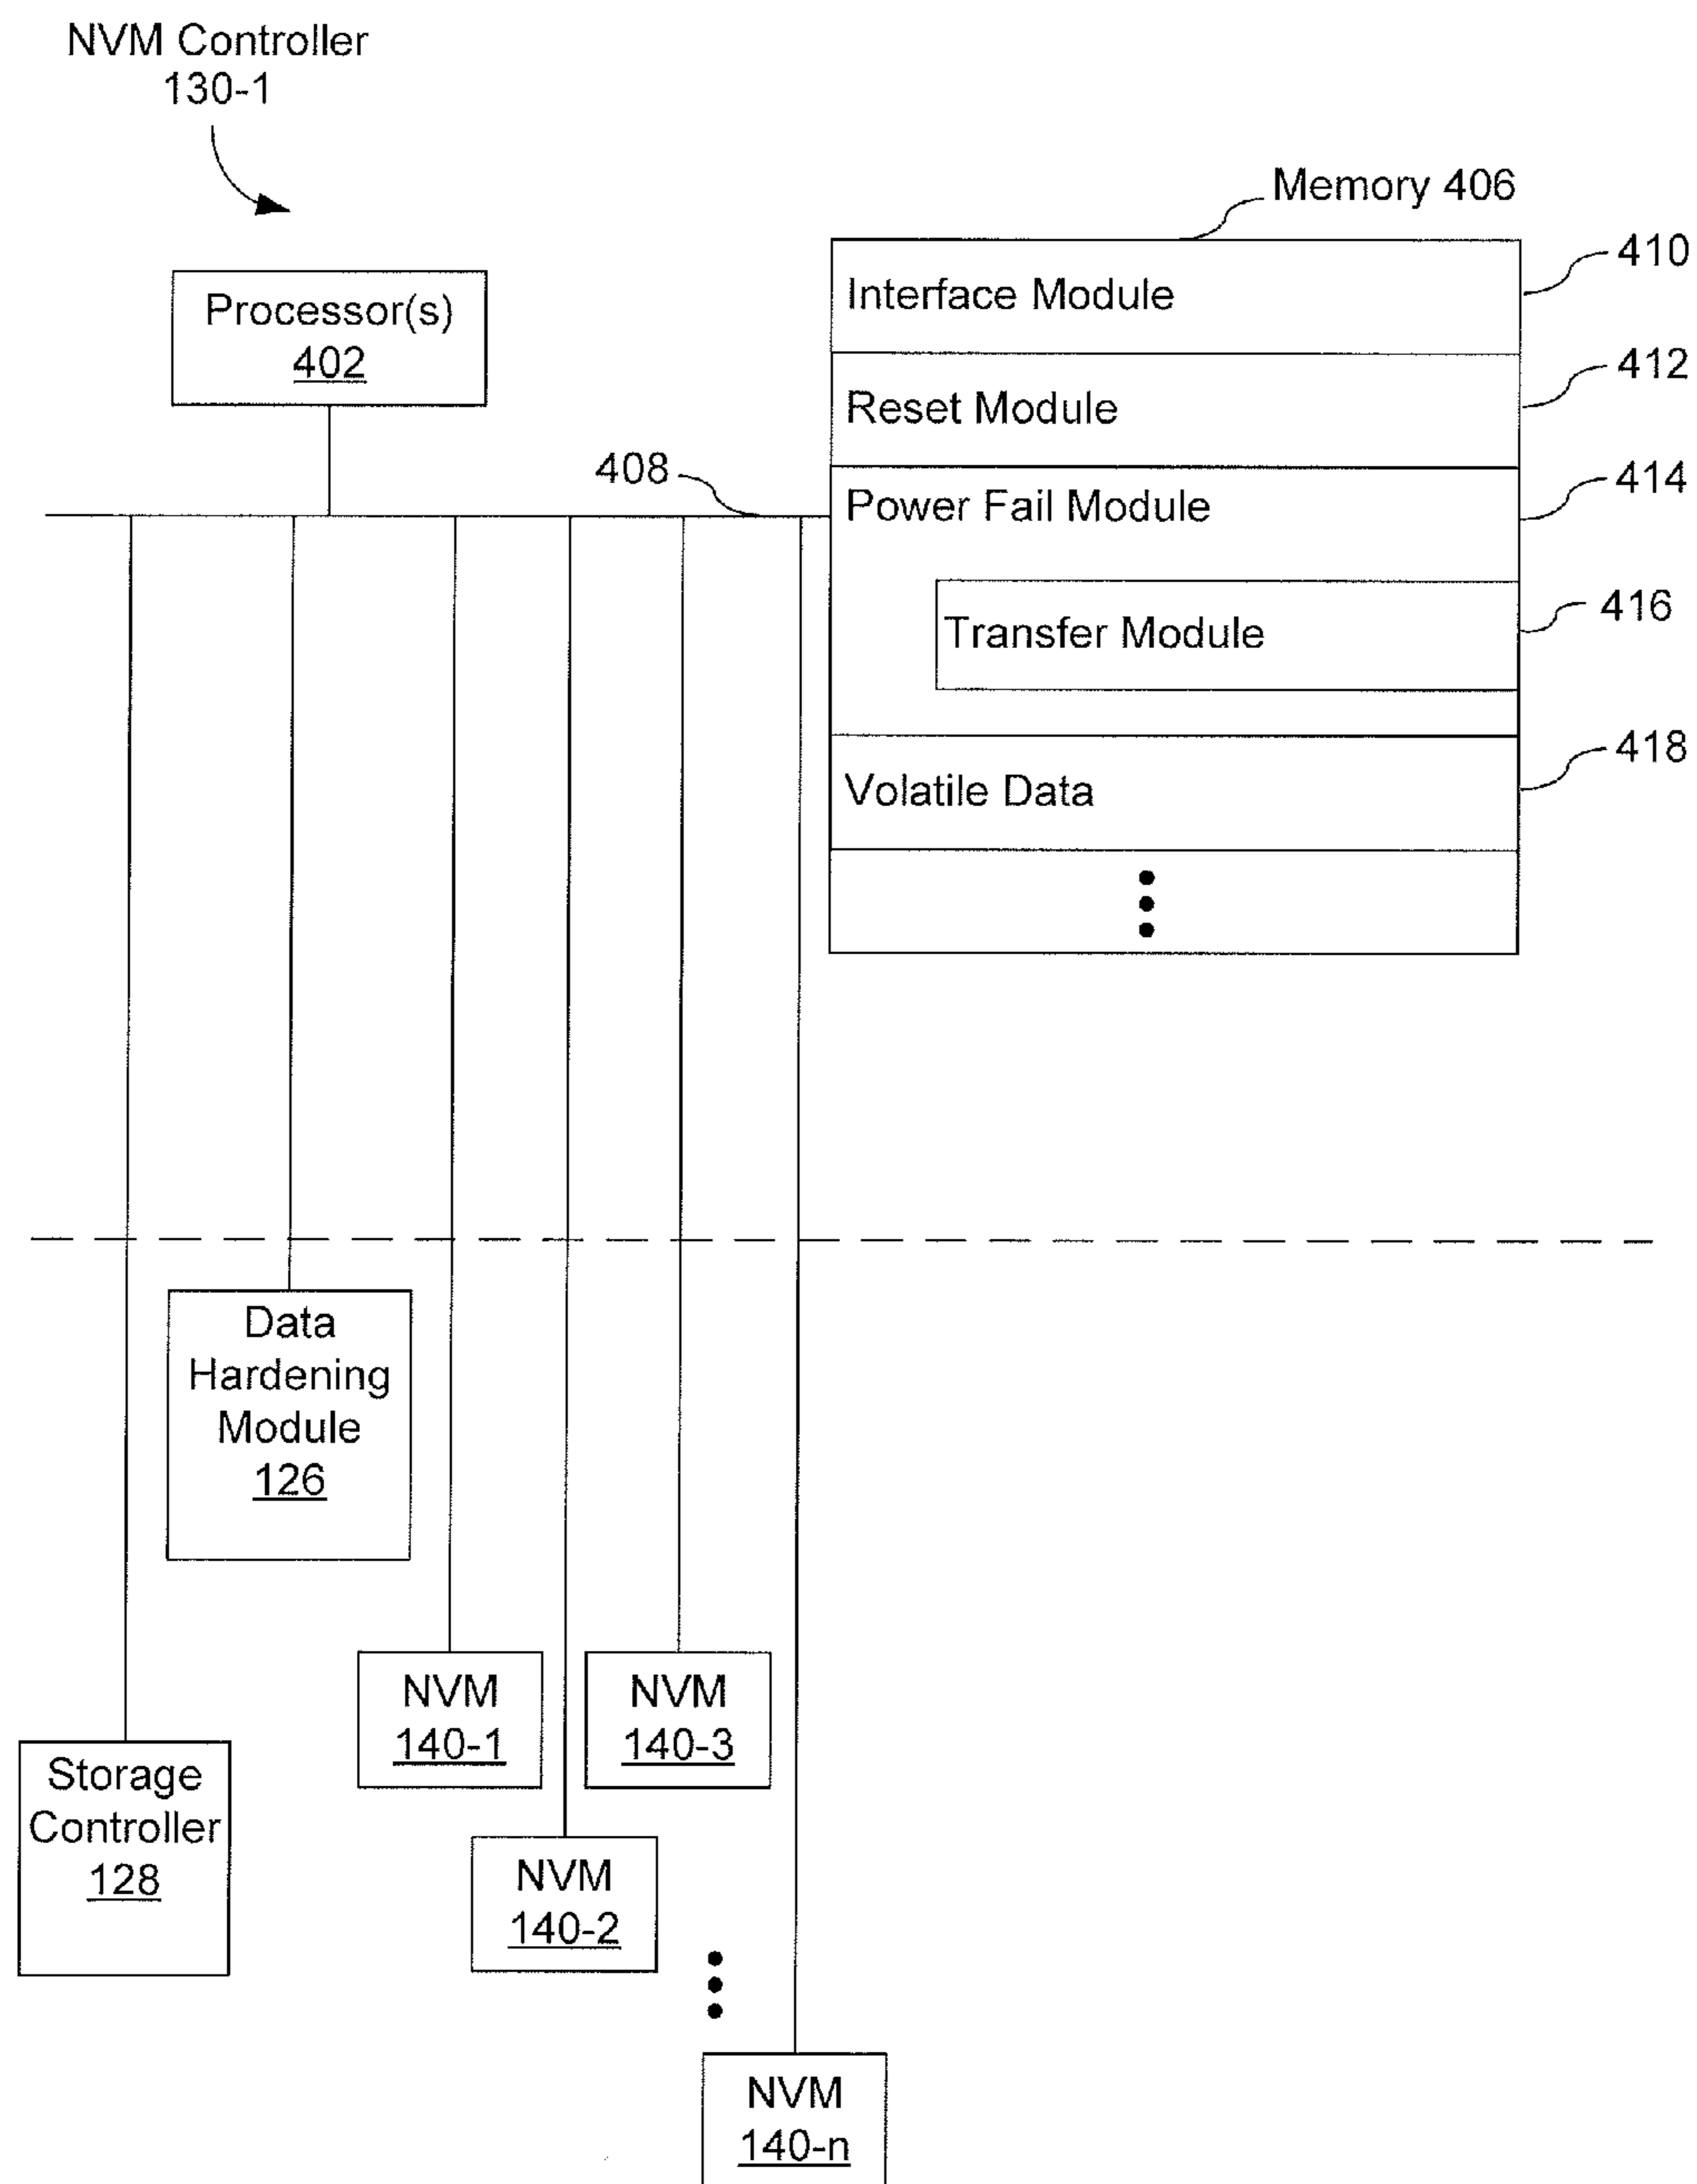 NVM Controller
130-1
Memory 406
Interface Module
410
Processor(s)
402
Reset Module
412
408
Power Fail Module
414
Transfer Module
416
Volatile Data
418
Data
Hardening
Module
126
NVM
140-1
NVM
140-3
Storage
Controller
128
NVM
140-2
NVM
140-n